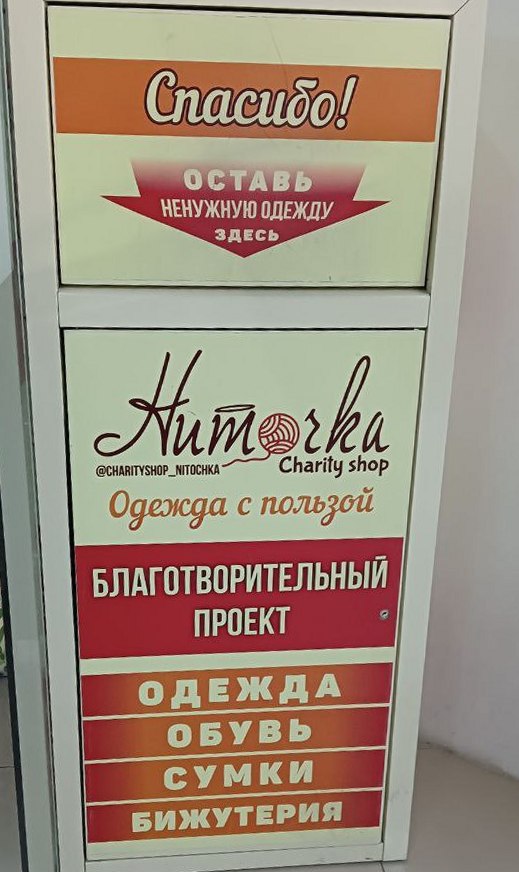 Спасибо!
ОСТАВЬ
НЕНУЖНУЮ ОДЕЖДУ
ЗДЕСЬ
Ниточка
@CHARITYSHOP_NITOCHKA
Charity shop
Одежда с пользой
БЛАГОТВОРИТЕЛЬНЫЙ
ПРОЕКТ
ОДЕЖДА
ОБУВЬ
СУМКИ
БИЖУТЕРИЯ